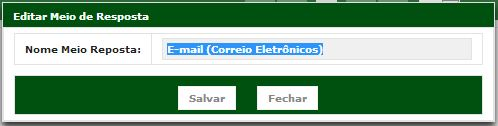 Editar Meio de Resposta
Nome Meio Reposta: E-mail (Correio Eletrônicos)
Salvar Fechar